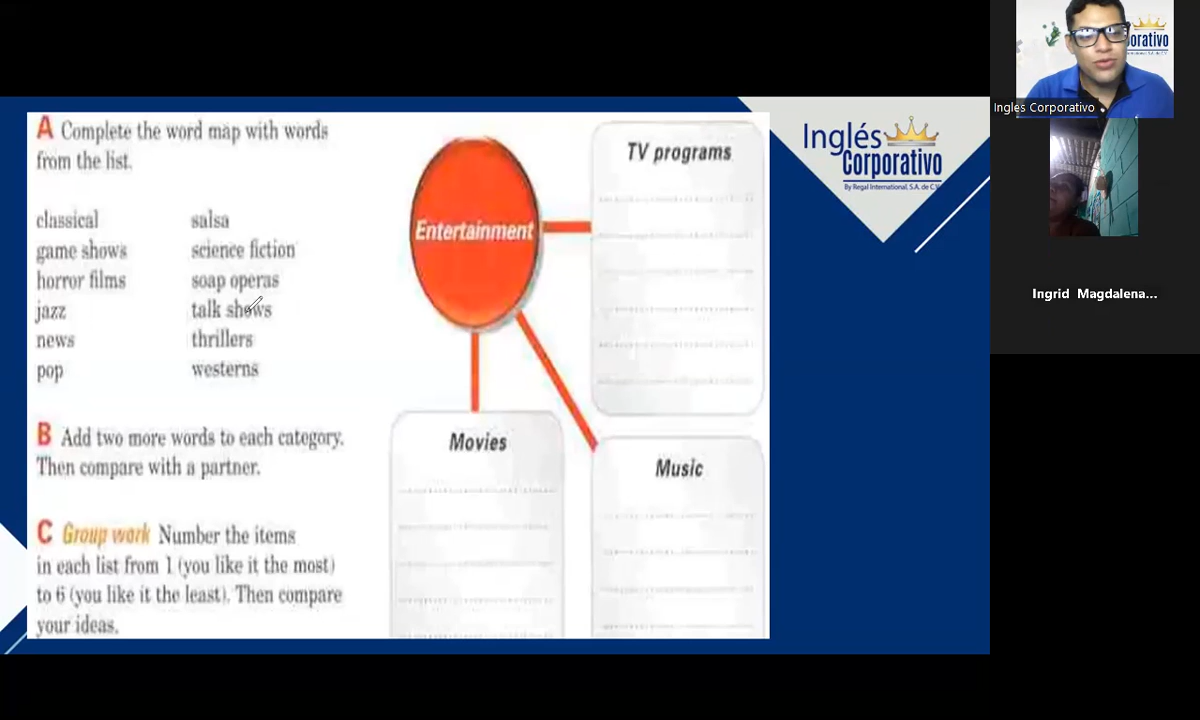 A Complete the word map with words
from the list.
classical
game shows
horror films
jazz
news
pop
salsa
science fiction
soap operas
talk shows
thrillers
westerns
B Add two more words to each category.
Then compare with a partner.
C Group work Number the items
in each list from 1 (you like it the most)
to 6 (you like it the least). Then compare
your ideas.
Entertainment
TV programs
Movies
Music
Inglés
Corporativo
By Regal International, S.A. de C.V.
orativo
Ingles Corporativo
Ingrid Magdalena...